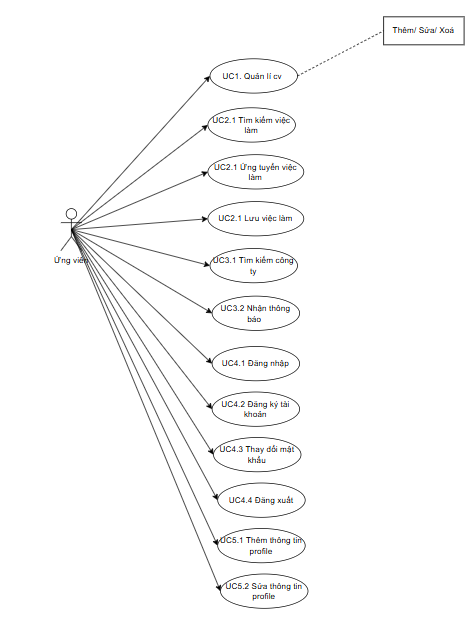 Thêm/ Sửa/ Xoá
UC1. Quản lí cv
UC2.1 Tìm kiếm việc
làm
UC2.1 Ứng tuyển việc
làm
UC2.1 Lưu việc làm
Ứng viên
UC3.1 Tìm kiếm công
ty
UC3.2 Nhận thông
báo
UC4.1 Đăng nhập
UC4.2 Đăng ký tài
khoản
UC4.3 Thay đổi mật
khẩu
UC4.4 Đăng xuất
UC5.1 Thêm thông tin
profile
UC5.2 Sửa thông tin
profile